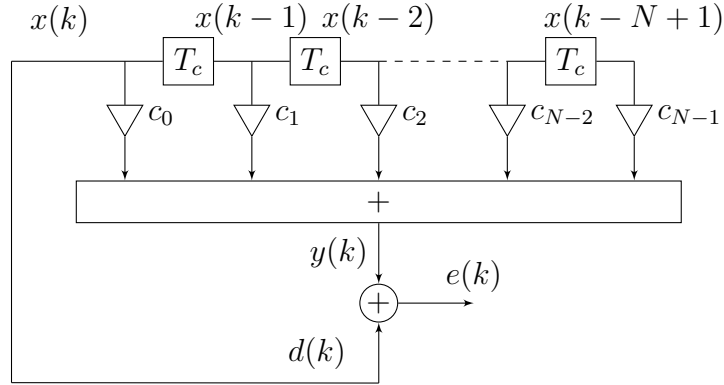 x(k) x(k − 1) x(k − 2) x(k − N + 1)
T_c T_c T_c
c_0 c_1 c_2 c_{N−2} c_{N−1}
+
y(k) e(k)
+
d(k)